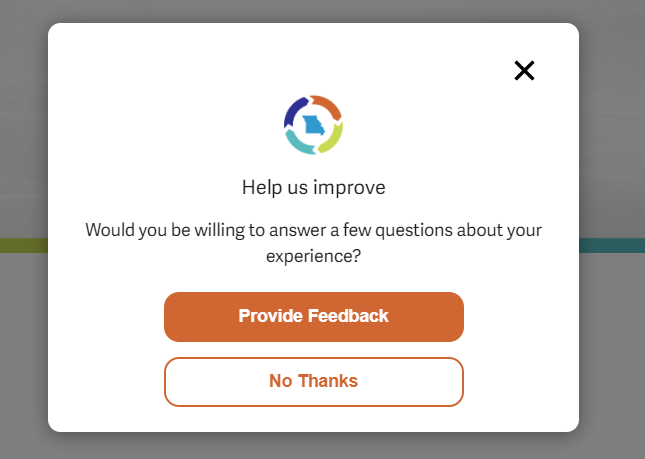 Help us improve
Would you be willing to answer a few questions about your
experience?
Provide Feedback
No Thanks